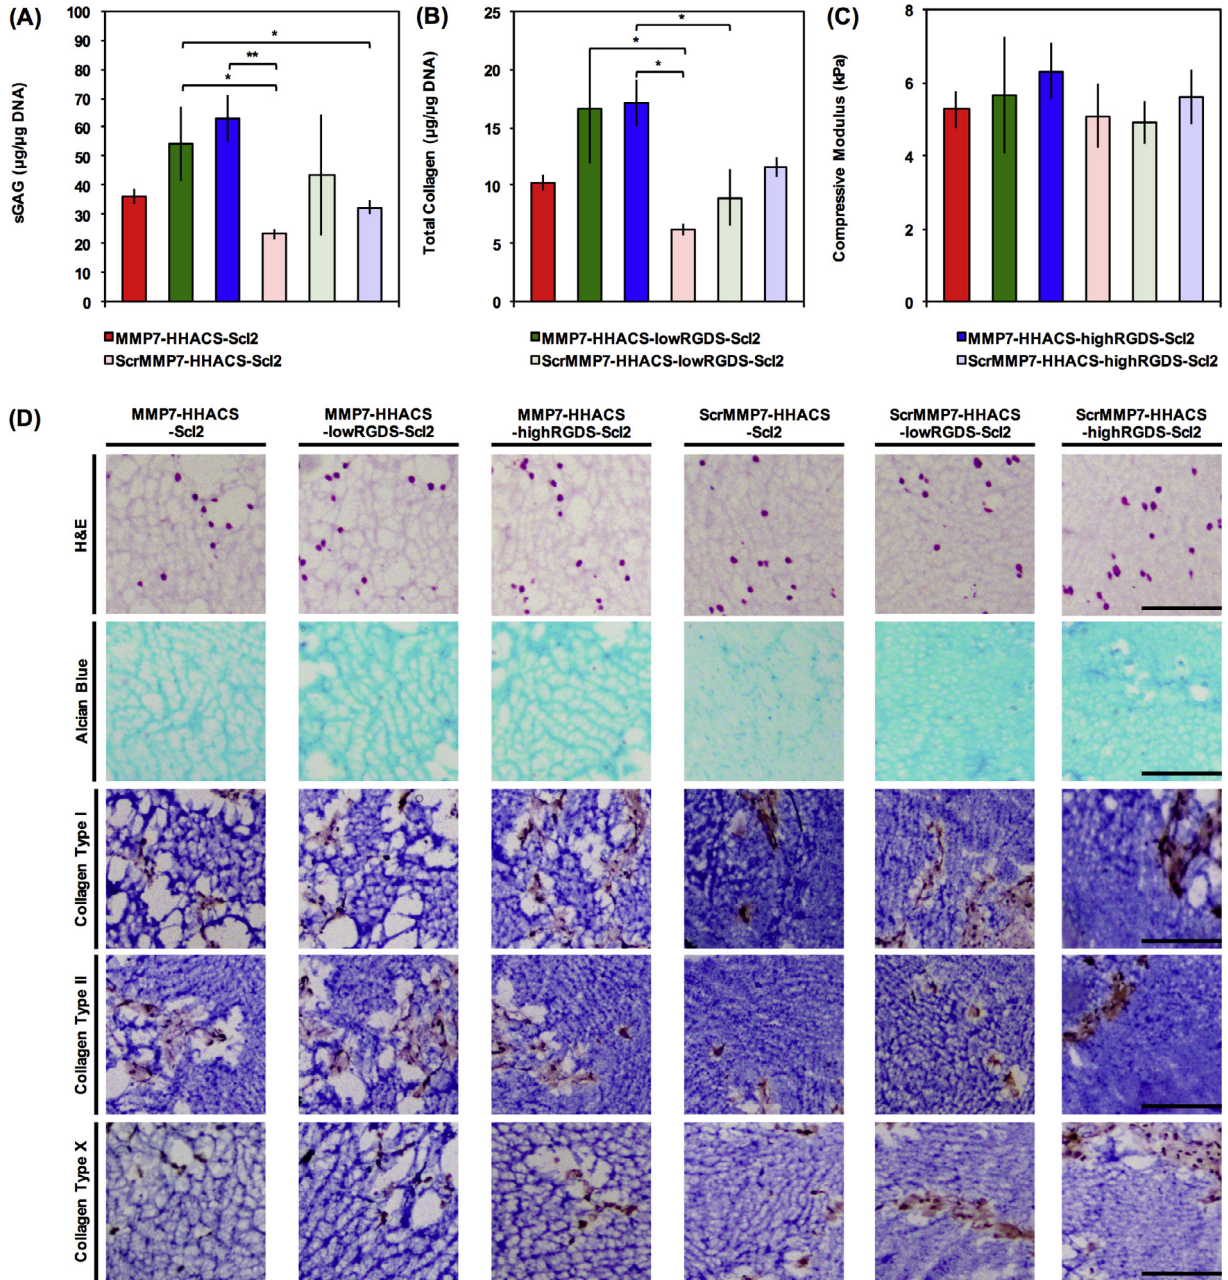 (A)
100
90
80
70
60
50
40
30
20
10
0
sGAG (µg/µg DNA)
*
**
*
(B)
25
20
15
10
5
0
Total Collagen (µg/µg DNA)
*
*
*
(C)
8
6
4
2
0
Compressive Modulus (kPa)
MMP7-HHACS-Scl2
MMP7-HHACS-lowRGDS-Scl2
MMP7-HHACS-highRGDS-Scl2
ScrMMP7-HHACS-Scl2
ScrMMP7-HHACS-lowRGDS-Scl2
ScrMMP7-HHACS-highRGDS-Scl2
(D)
MMP7-HHACS
-Scl2
MMP7-HHACS
-lowRGDS-Scl2
MMP7-HHACS
-highRGDS-Scl2
ScrMMP7-HHACS
-Scl2
ScrMMP7-HHACS
-lowRGDS-Scl2
ScrMMP7-HHACS
-highRGDS-Scl2
H&E
Alcian Blue
Collagen Type I
Collagen Type II
Collagen Type X